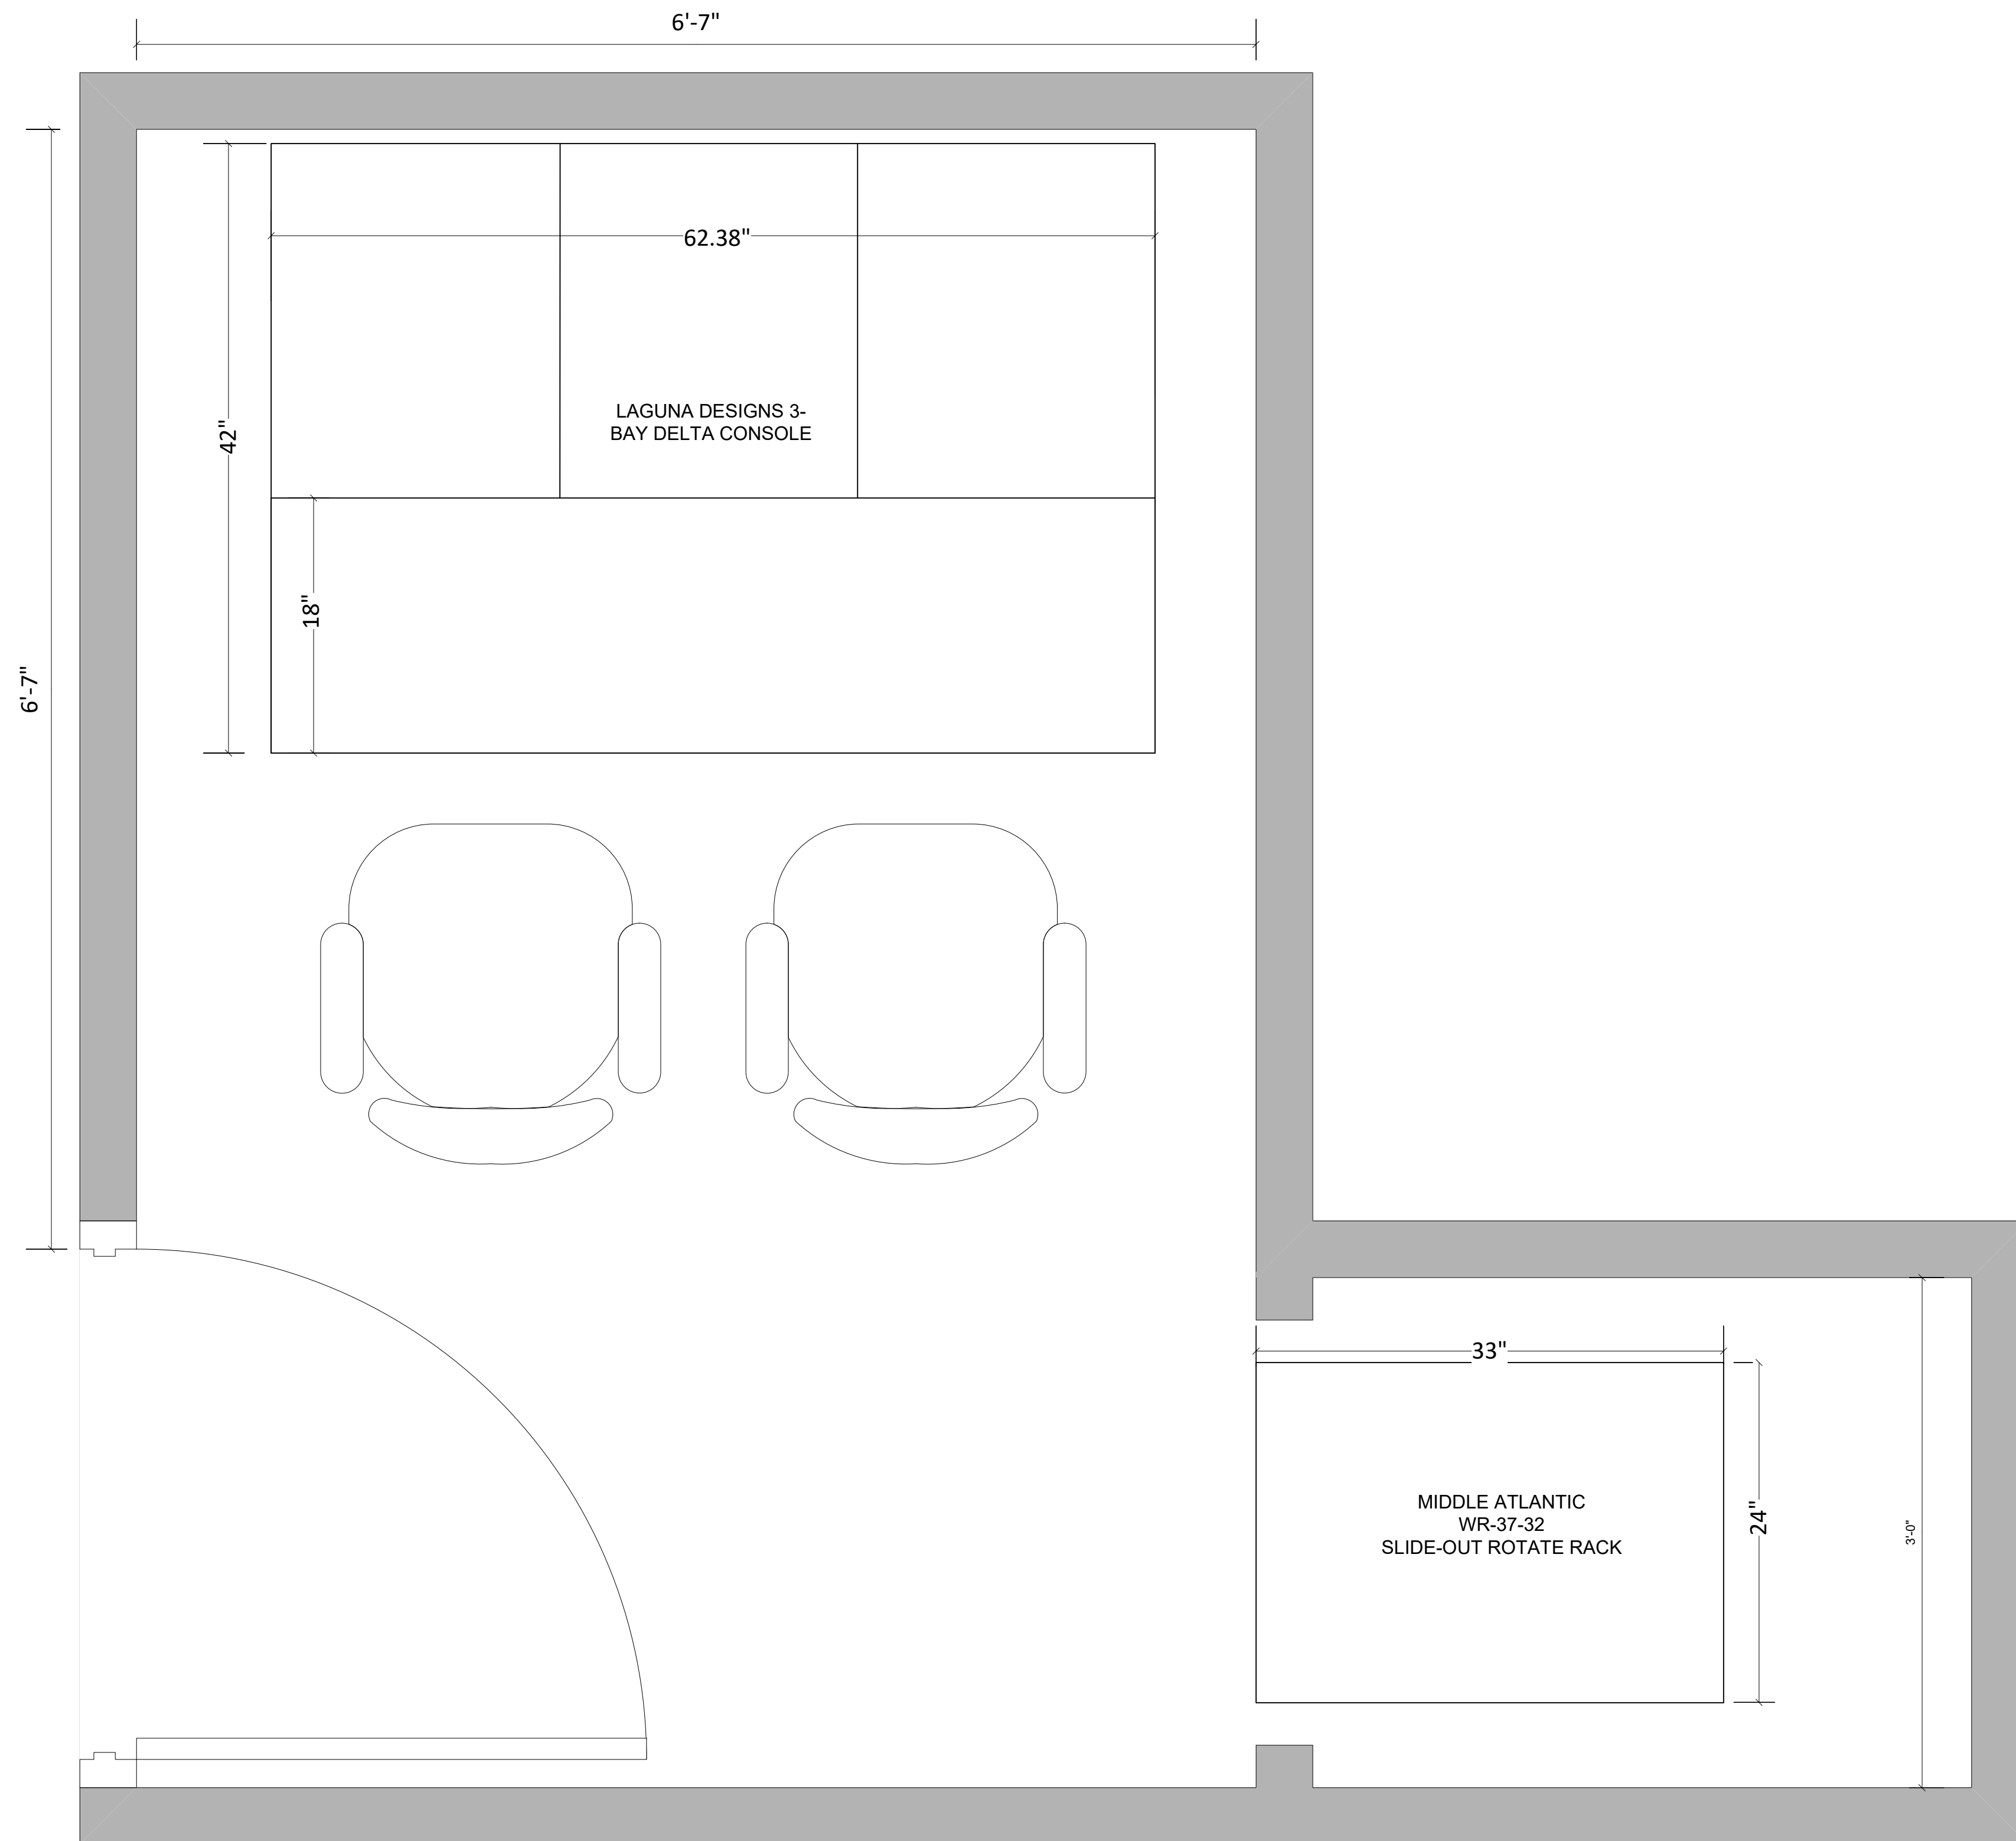 6'-7"
62.38"
LAGUNA DESIGNS 3-
BAY DELTA CONSOLE
42"
18"
6'-7"
33"
MIDDLE ATLANTIC
WR-37-32
SLIDE-OUT ROTATE RACK
24"
3'-0"